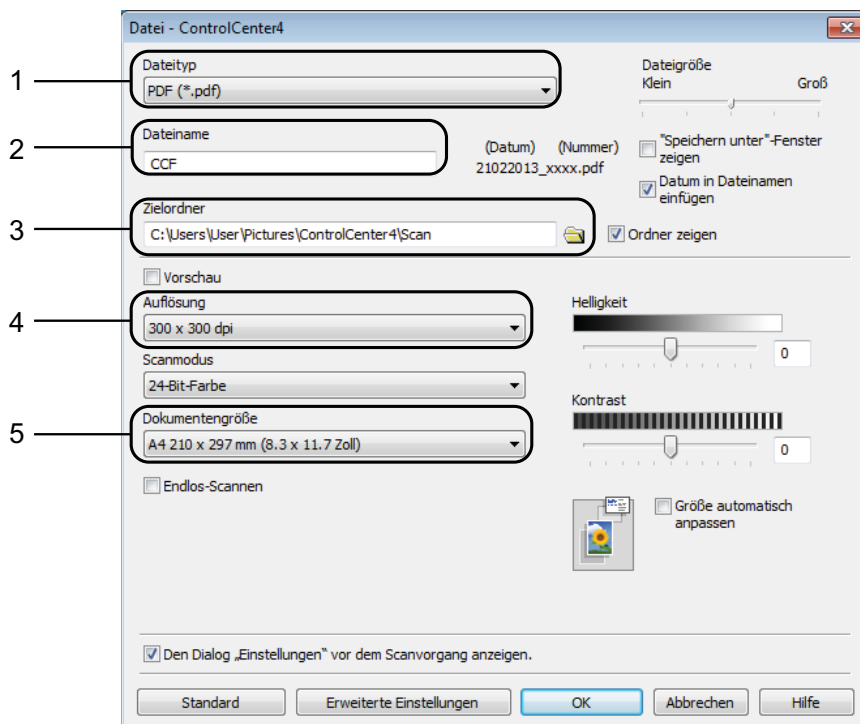 Datei - ControlCenter4
1
Dateityp
PDF (*.pdf)
Dateigröße
Klein Groß
2
Dateiname
CCF
(Datum) (Nummer)
21022013_xxxx.pdf
"Speichern unter"-Fenster
zeigen
Datum in Dateinamen
einfügen
3
Zielordner
C:\Users\User\Pictures\ControlCenter4\Scan
Ordner zeigen
Vorschau
4
Auflösung
300 x 300 dpi
Scanmodus
24-Bit-Farbe
5
Dokumentengröße
A4 210 x 297 mm (8.3 x 11.7 Zoll)
Endlos-Scannen
Helligkeit
0
Kontrast
0
Größe automatisch
anpassen
Den Dialog „Einstellungen" vor dem Scanvorgang anzeigen.
Standard Erweiterte Einstellungen OK Abbrechen Hilfe